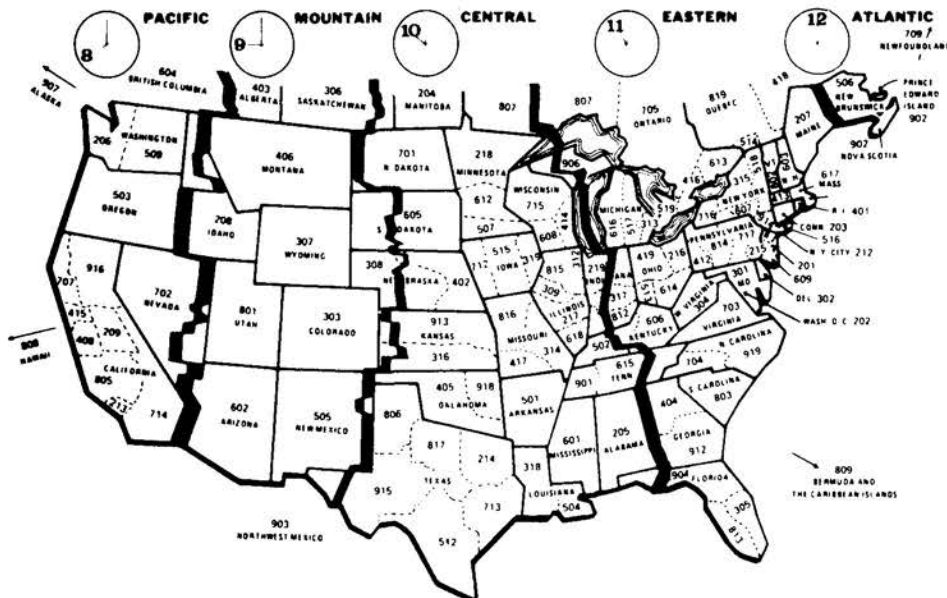 PACIFIC
MOUNTAIN
CENTRAL
EASTERN
ATLANTIC
8
9
10
11
12
709
NEWFOUNDLAND
604
BRITISH COLUMBIA
403
ALBERTA
306
SASKATCHEWAN
204
MANITOBA
807
807
705
ONTARIO
819
QUEBEC
418
506
NEW
BRUNSWICK
PRINCE
EDWARD
ISLAND
902
902
NOVA SCOTIA
907
ALASKA
206
WASHINGTON
509
406
MONTANA
701
N DAKOTA
218
MINNESOTA
906
514
613
207
MAINE
503
OREGON
208
IDAHO
307
WYOMING
605
S DAKOTA
612
507
WISCONSIN
715
414
608
MICHIGAN
616
517
313
519
416
315
518
NEW YORK
716
607
603
617
MASS
R I 401
CONN 203
516
N Y CITY 212
201
609
DEL 302
WASH D C 202
707
916
702
NEVADA
415
408
209
CALIFORNIA
805
213
714
808
HAWAII
801
UTAH
303
COLORADO
308
NEBRASKA
402
712
515
IOWA
319
815
312
309
ILLINOIS
217
618
219
317
812
419
OHIO
216
614
412
PENNSYLVANIA
814
717
215
301
MD
W VIRGINIA
304
703
VIRGINIA
913
KANSAS
316
816
MISSOURI
417
314
502
606
KENTUCKY
N CAROLINA
704
919
602
ARIZONA
505
NEW MEXICO
405
918
OKLAHOMA
501
ARKANSAS
901
615
TENN
S CAROLINA
803
404
GEORGIA
912
806
817
214
TEXAS
915
713
512
318
LOUISIANA
504
601
MISSISSIPPI
205
ALABAMA
904
FLORIDA
305
813
903
NORTHWEST MEXICO
809
BERMUDA AND
THE CARIBBEAN ISLANDS